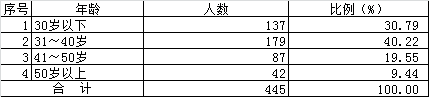 序号 年龄 人数 比例（%）
1 30岁以下 137 30.79
2 31～40岁 179 40.22
3 41～50岁 87 19.55
4 50岁以上 42 9.44
合 计 445 100.00